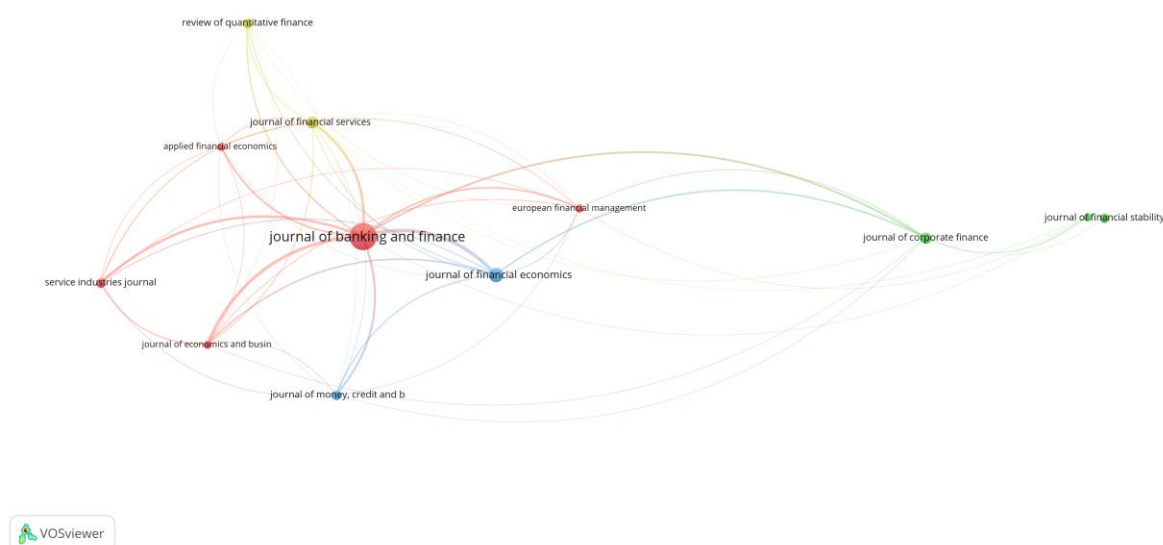 review of quantitative finance
journal of financial services
applied financial economics
european financial management
journal of financial stability
journal of banking and finance
journal of corporate finance
journal of financial economics
service industries journal
journal of economics and busin
journal of money, credit and b
VOSviewer